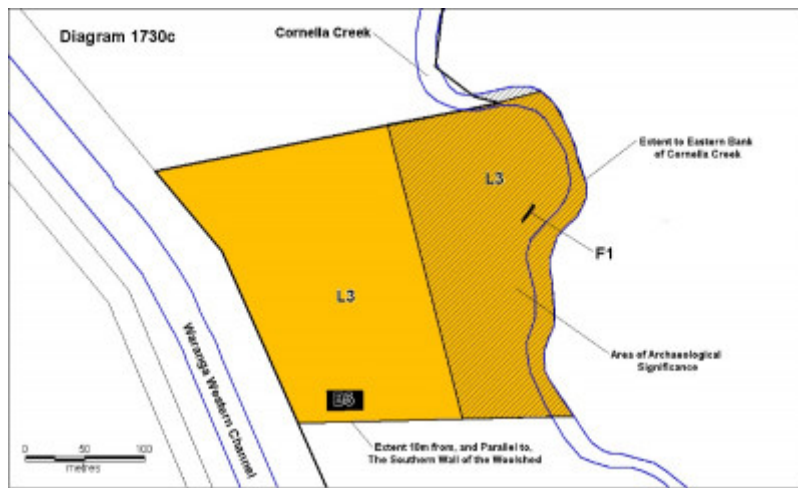 Diagram 1730c
Cornella Creek
Extent to Eastern Bank
of Cornella Creek
L3
F1
L3
Area of Archaeological
Significance
Waranga Western Channel
Extent 10m from, and Parallel to,
The Southern Wall of the Woolshed
0 50 100
metres